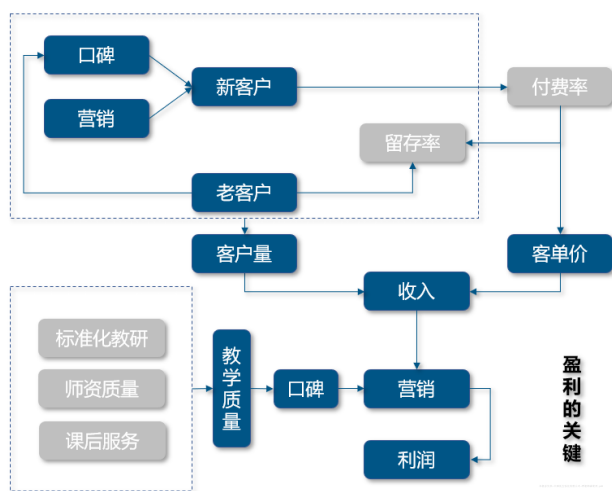 口碑
营销
新客户
付费率
留存率
老客户
客户量
客单价
收入
标准化教研
师资质量
课后服务
教学质量
口碑
营销
利润
盈利的关键